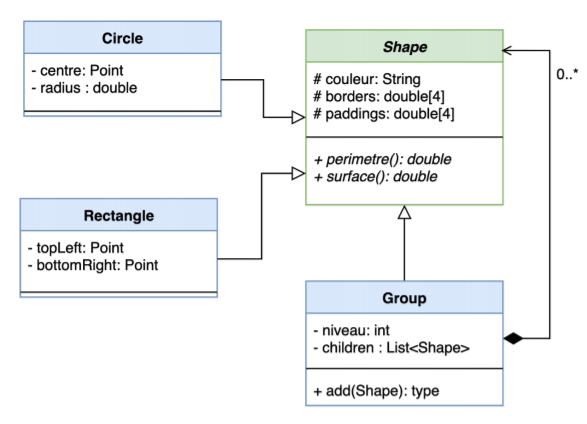 Circle
- centre: Point
- radius : double
Shape
# couleur: String
# borders: double[4]
# paddings: double[4]
+ perimetre(): double
+ surface(): double
0..*
Rectangle
- topLeft: Point
- bottomRight: Point
Group
- niveau: int
- children : List<Shape>
+ add(Shape): type